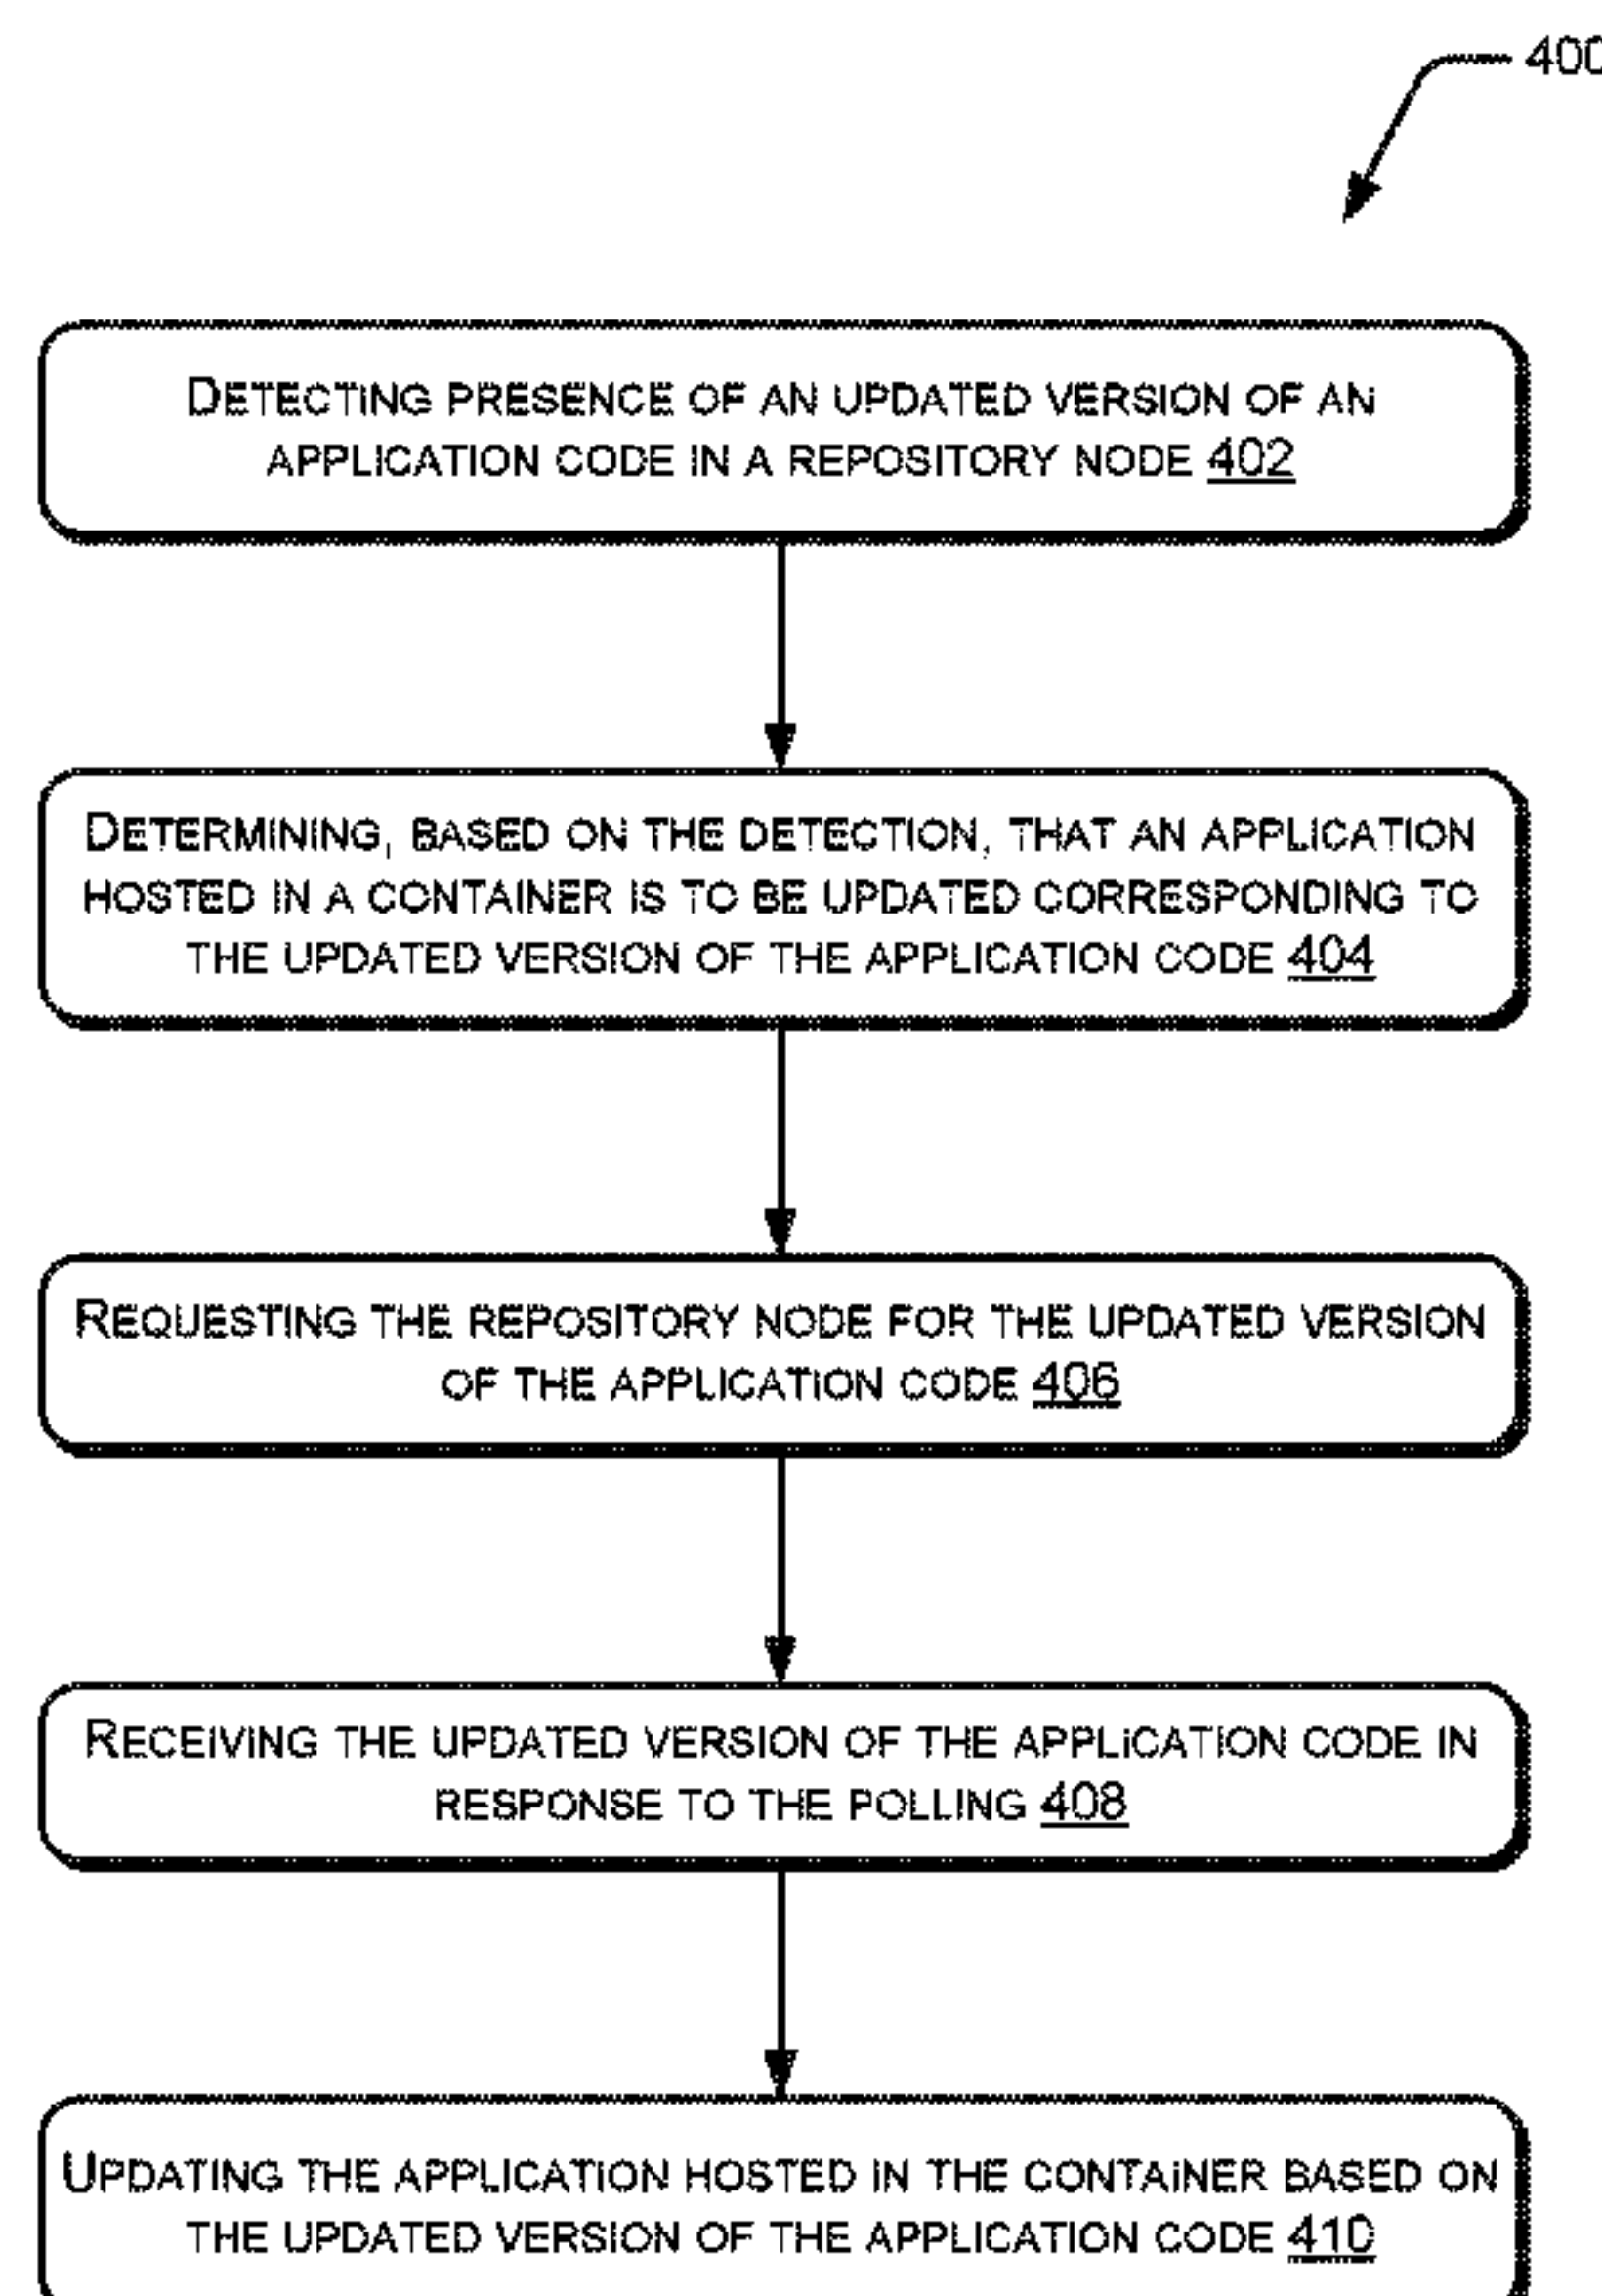 400
DETECTING PRESENCE OF AN UPDATED VERSION OF AN
APPLICATION CODE IN A REPOSITORY NODE 402
DETERMINING, BASED ON THE DETECTION, THAT AN APPLICATION
HOSTED IN A CONTAINER IS TO BE UPDATED CORRESPONDING TO
THE UPDATED VERSION OF THE APPLICATION CODE 404
REQUESTING THE REPOSITORY NODE FOR THE UPDATED VERSION
OF THE APPLICATION CODE 406
RECEIVING THE UPDATED VERSION OF THE APPLICATION CODE IN
RESPONSE TO THE POLLING 408
UPDATING THE APPLICATION HOSTED IN THE CONTAINER BASED ON
THE UPDATED VERSION OF THE APPLICATION CODE 410